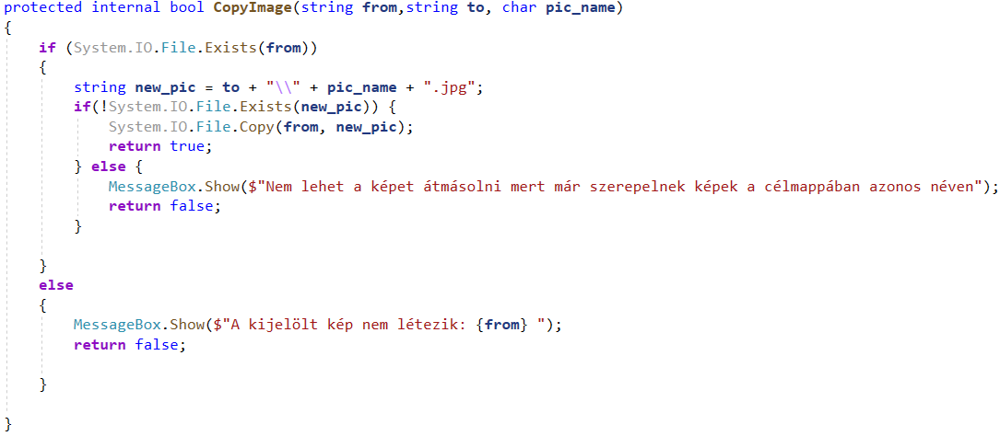 protected internal bool CopyImage(string from,string to, char pic_name)
{
if (System.IO.File.Exists(from))
{
string new_pic = to + "\\" + pic_name + ".jpg";
if(!System.IO.File.Exists(new_pic)) {
System.IO.File.Copy(from, new_pic);
return true;
} else {
MessageBox.Show($"Nem lehet a képet átmásolni mert már szerepelnek képek a célmappában azonos néven");
return false;
}
}
else
{
MessageBox.Show($"A kijelölt kép nem létezik: {from} ");
return false;
}
}